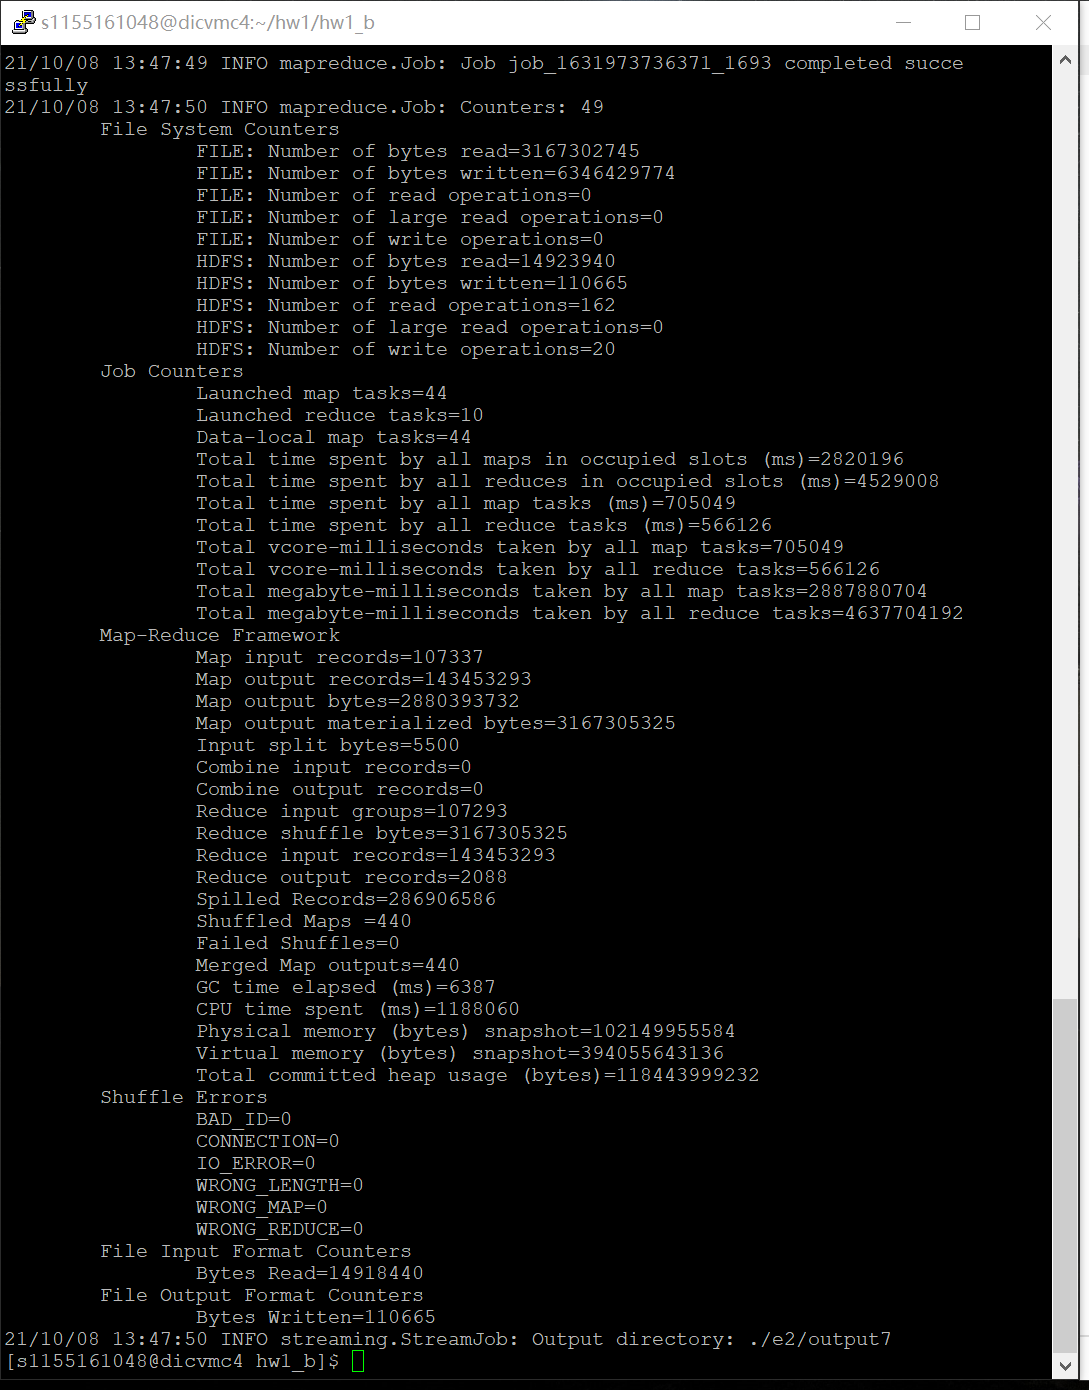 s1155161048@dicvmc4:~/hw1/hw1_b
21/10/08 13:47:49 INFO mapreduce.Job: Job job_1631973736371_1693 completed succe
ssfully
21/10/08 13:47:50 INFO mapreduce.Job: Counters: 49
File System Counters
FILE: Number of bytes read=3167302745
FILE: Number of bytes written=6346429774
FILE: Number of read operations=0
FILE: Number of large read operations=0
FILE: Number of write operations=0
HDFS: Number of bytes read=14923940
HDFS: Number of bytes written=110665
HDFS: Number of read operations=162
HDFS: Number of large read operations=0
HDFS: Number of write operations=20
Job Counters
Launched map tasks=44
Launched reduce tasks=10
Data-local map tasks=44
Total time spent by all maps in occupied slots (ms)=2820196
Total time spent by all reduces in occupied slots (ms)=4529008
Total time spent by all map tasks (ms)=705049
Total time spent by all reduce tasks (ms)=566126
Total vcore-milliseconds taken by all map tasks=705049
Total vcore-milliseconds taken by all reduce tasks=566126
Total megabyte-milliseconds taken by all map tasks=2887880704
Total megabyte-milliseconds taken by all reduce tasks=4637704192
Map-Reduce Framework
Map input records=107337
Map output records=143453293
Map output bytes=2880393732
Map output materialized bytes=3167305325
Input split bytes=5500
Combine input records=0
Combine output records=0
Reduce input groups=107293
Reduce shuffle bytes=3167305325
Reduce input records=143453293
Reduce output records=2088
Spilled Records=286906586
Shuffled Maps =440
Failed Shuffles=0
Merged Map outputs=440
GC time elapsed (ms)=6387
CPU time spent (ms)=1188060
Physical memory (bytes) snapshot=102149955584
Virtual memory (bytes) snapshot=394055643136
Total committed heap usage (bytes)=118443999232
Shuffle Errors
BAD_ID=0
CONNECTION=0
IO_ERROR=0
WRONG_LENGTH=0
WRONG_MAP=0
WRONG_REDUCE=0
File Input Format Counters
Bytes Read=14918440
File Output Format Counters
Bytes Written=110665
21/10/08 13:47:50 INFO streaming.StreamJob: Output directory: ./e2/output7
[s1155161048@dicvmc4 hw1_b]$